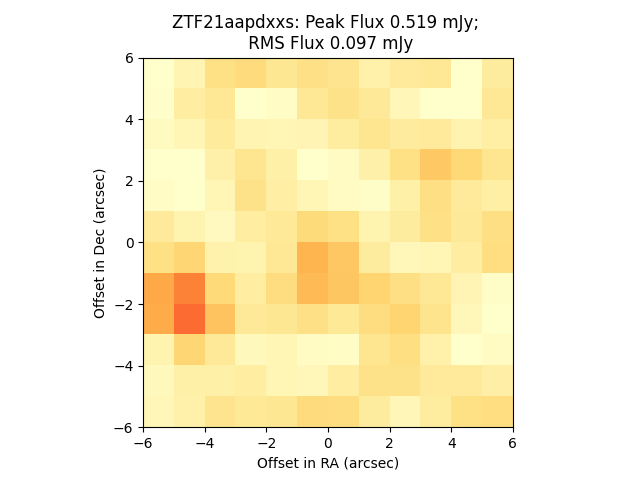 ZTF21aapdxxs: Peak Flux 0.519 mJy;
RMS Flux 0.097 mJy
6
4
2
0
−2
−4
−6
Offset in Dec (arcsec)
−6 −4 −2 0 2 4 6
Offset in RA (arcsec)